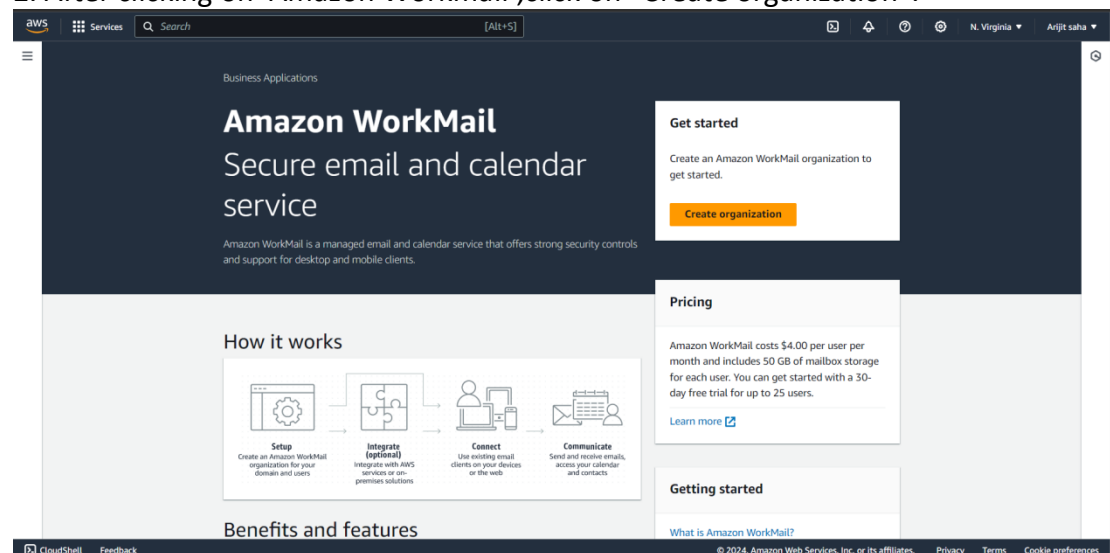 2. After clicking on 'Amazon Workmail',click on "Create organization".
aws
Services
Search
[Alt+S]
N. Virginia ▼
Arijit saha ▼
Business Applications
Amazon WorkMail
Secure email and calendar
service
Amazon WorkMail is a managed email and calendar service that offers strong security controls
and support for desktop and mobile clients.
Get started
Create an Amazon WorkMail organization to
get started.
Create organization
Pricing
Amazon WorkMail costs $4.00 per user per
month and includes 50 GB of mailbox storage
for each user. You can get started with a 30-
day free trial for up to 25 users.
Learn more
How it works
Setup
Create an Amazon WorkMail
organization for your
domain and users
Integrate
(optional)
Integrate with AWS
services or on-
premises solutions
Connect
Use existing email
clients on your devices
or the web
Communicate
Send and receive emails,
access your calendar
and contacts
Getting started
What is Amazon WorkMail?
Benefits and features
CloudShell
Feedback
© 2024, Amazon Web Services, Inc. or its affiliates.
Privacy
Terms
Cookie preferences